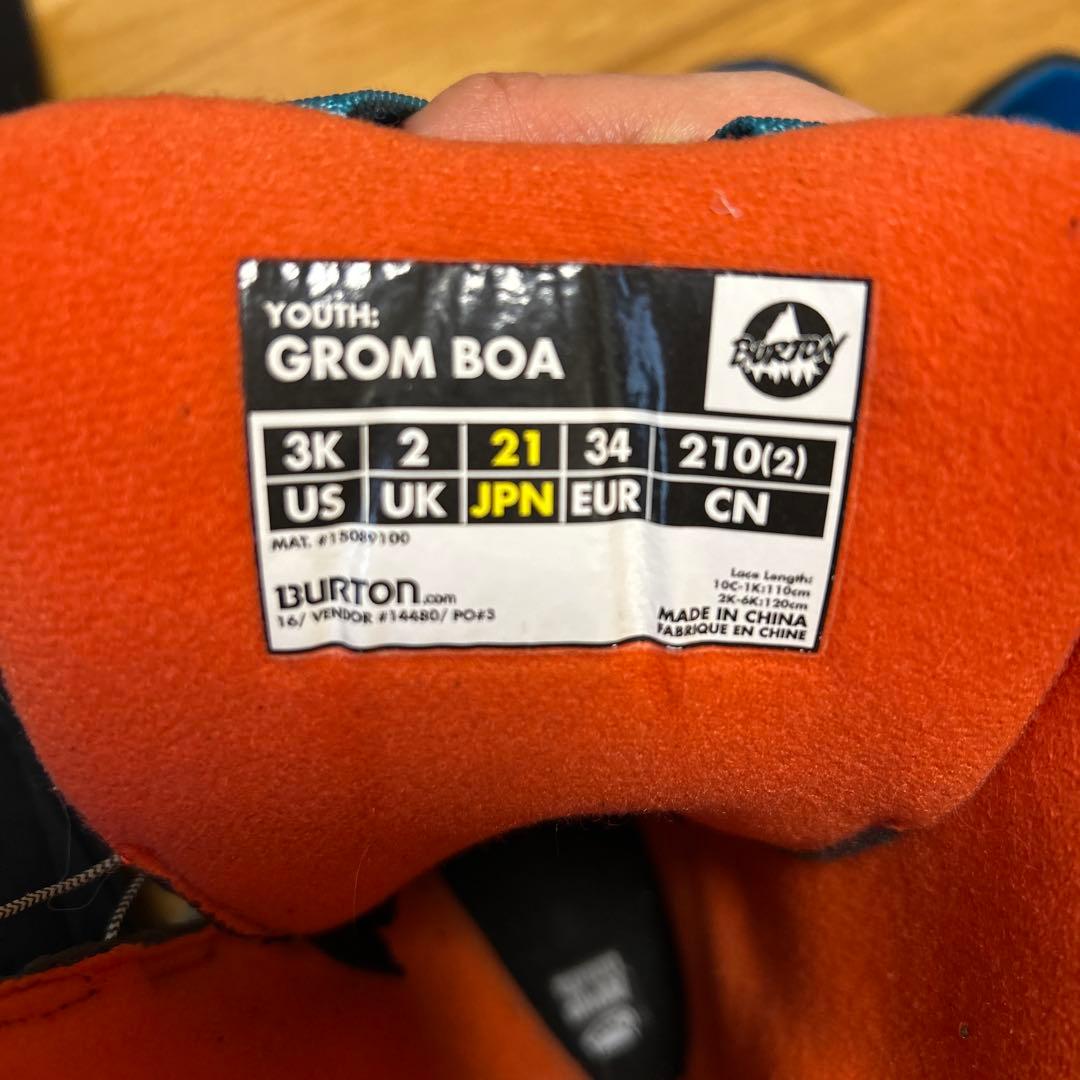 YOUTH:
GROM BOA
BURTON
3K 2 21 34 210(2)
US UK JPN EUR CN
MAT. #15089100
BURTON.com
16/ VENDOR #14480/ PO#3
Lace Length:
10C-1K:110cm
2K-6K:120cm
MADE IN CHINA
FABRIQUE EN CHINE